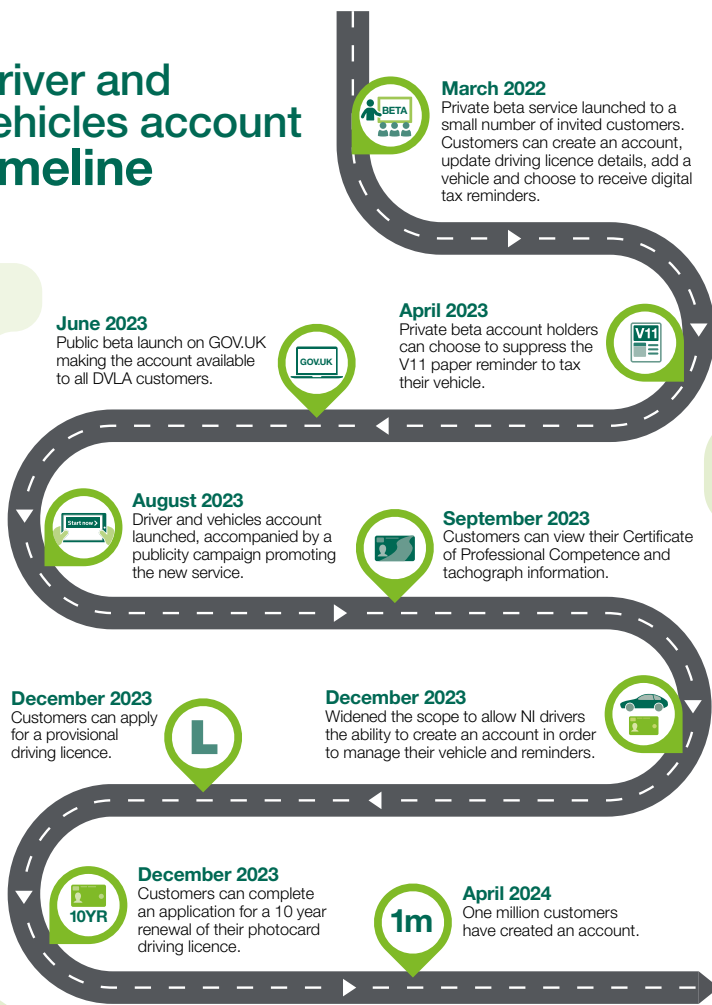 river and
ehicles account
meline
BETA
March 2022
Private beta service launched to a
small number of invited customers.
Customers can create an account,
update driving licence details, add a
vehicle and choose to receive digital
tax reminders.
April 2023
Private beta account holders
can choose to suppress the
V11 paper reminder to tax
their vehicle.
V11
June 2023
Public beta launch on GOV.UK
making the account available
to all DVLA customers.
GOV.UK
Start now >
August 2023
Driver and vehicles account
launched, accompanied by a
publicity campaign promoting
the new service.
September 2023
Customers can view their Certificate
of Professional Competence and
tachograph information.
December 2023
Widened the scope to allow NI drivers
the ability to create an account in order
to manage their vehicle and reminders.
December 2023
Customers can apply
for a provisional
driving licence.
L
10YR
December 2023
Customers can complete
an application for a 10 year
renewal of their photocard
driving licence.
1m
April 2024
One million customers
have created an account.